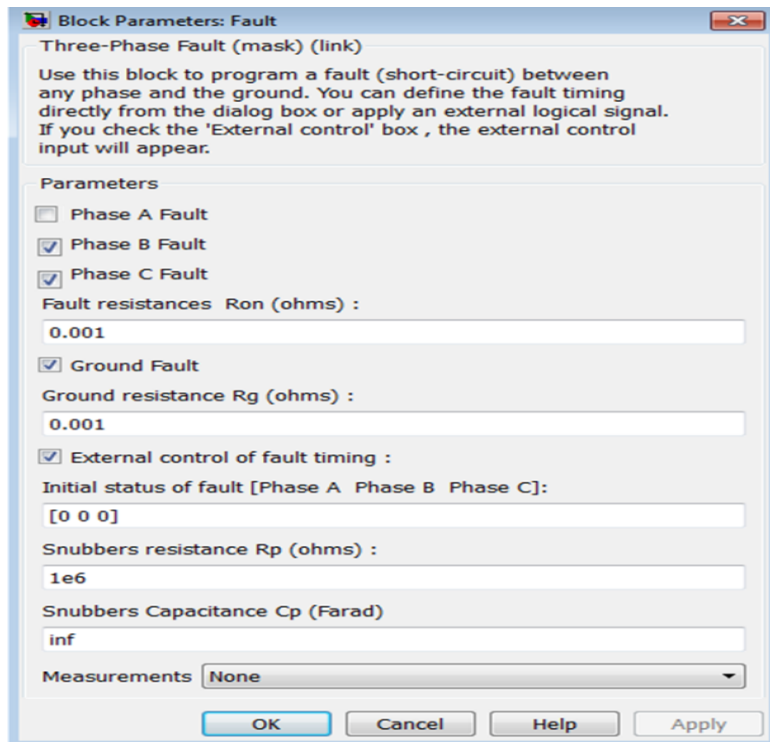 Block Parameters: Fault
Three-Phase Fault (mask) (link)
Use this block to program a fault (short-circuit) between
any phase and the ground. You can define the fault timing
directly from the dialog box or apply an external logical signal.
If you check the 'External control' box , the external control
input will appear.
Parameters
Phase A Fault
Phase B Fault
Phase C Fault
Fault resistances Ron (ohms) :
0.001
Ground Fault
Ground resistance Rg (ohms) :
0.001
External control of fault timing :
Initial status of fault [Phase A Phase B Phase C]:
[0 0 0]
Snubbers resistance Rp (ohms) :
1e6
Snubbers Capacitance Cp (Farad)
inf
Measurements None
OK Cancel Help Apply